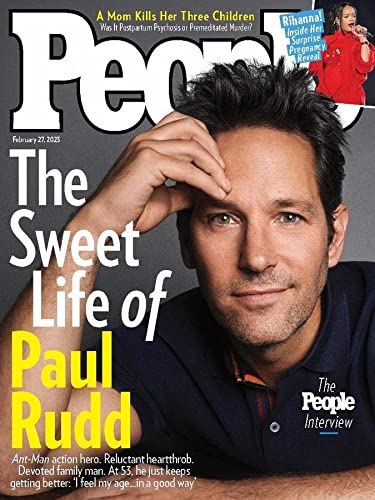 A Mom Kills Her Three Children
Was It Postpartum Psychosis or Premeditated Murder?
Rihanna!
Inside Her
Surprise
Pregnancy
Reveal
People
February 27, 2023
The
Sweet
Life of
Paul
Rudd
Ant-Man action hero. Reluctant heartthrob.
Devoted family man. At 53, he just keeps
getting better: ‘I feel my age...in a good way’
The
People
Interview